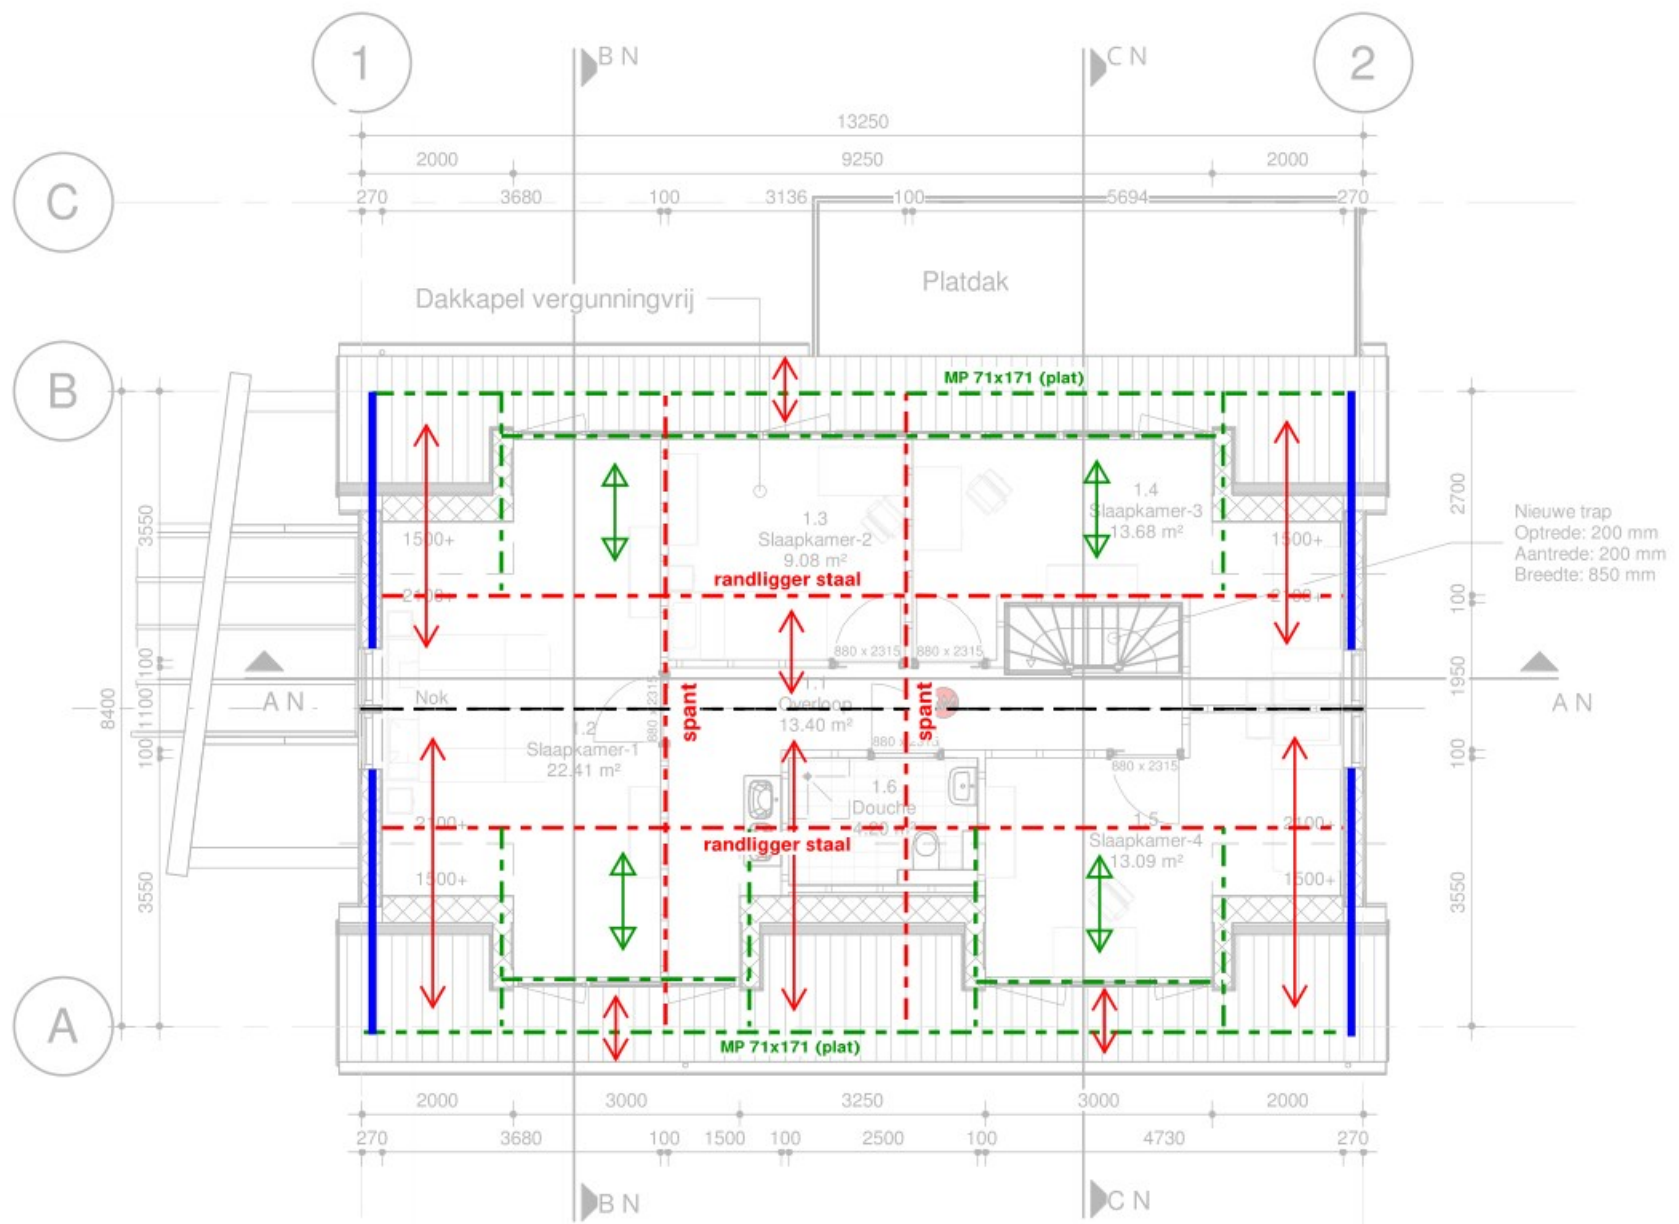 1
2
B N
C N
13250
2000
9250
2000
270
3680
100
3136
100
5694
270
C
Platdak
Dakkapel vergunningvrij
B
MP 71x171 (plat)
1.3
Slaapkamer-2
9.08 m²
1.4
Slaapkamer-3
13.68 m²
Nieuwe trap
Optrede: 200 mm
Aantrede: 200 mm
Breedte: 850 mm
1500+
1500+
2100+
2100+
randligger staal
880 x 2315
880 x 2315
880 x 2315
3550
100
1100
100
3550
8400
2700
100
1950
100
3550
A N
A N
Nok
spant
spant
1.1
Overloop
13.40 m²
1.2
Slaapkamer-1
22.41 m²
880 x 2315
880 x 2315
1.6
Douche
4.20 m²
2100+
2100+
randligger staal
1.5
Slaapkamer-4
13.09 m²
1500+
1500+
A
MP 71x171 (plat)
2000
3000
3250
3000
2000
270
3680
100
1500
100
2500
100
4730
270
B N
C N